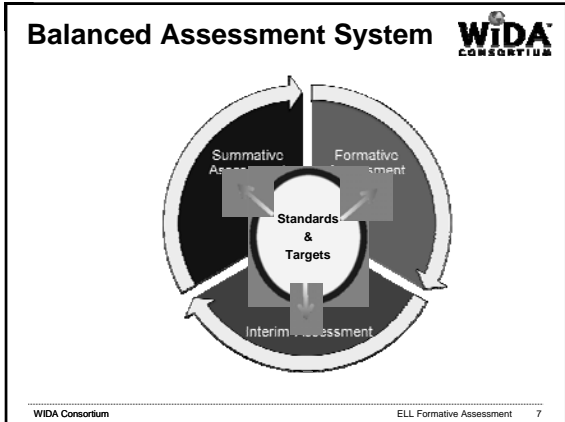 Balanced Assessment System
WiDA
CONSORTIUM
Summative
Formative
Standards
&
Targets
Interim
WIDA Consortium
ELL Formative Assessment 7